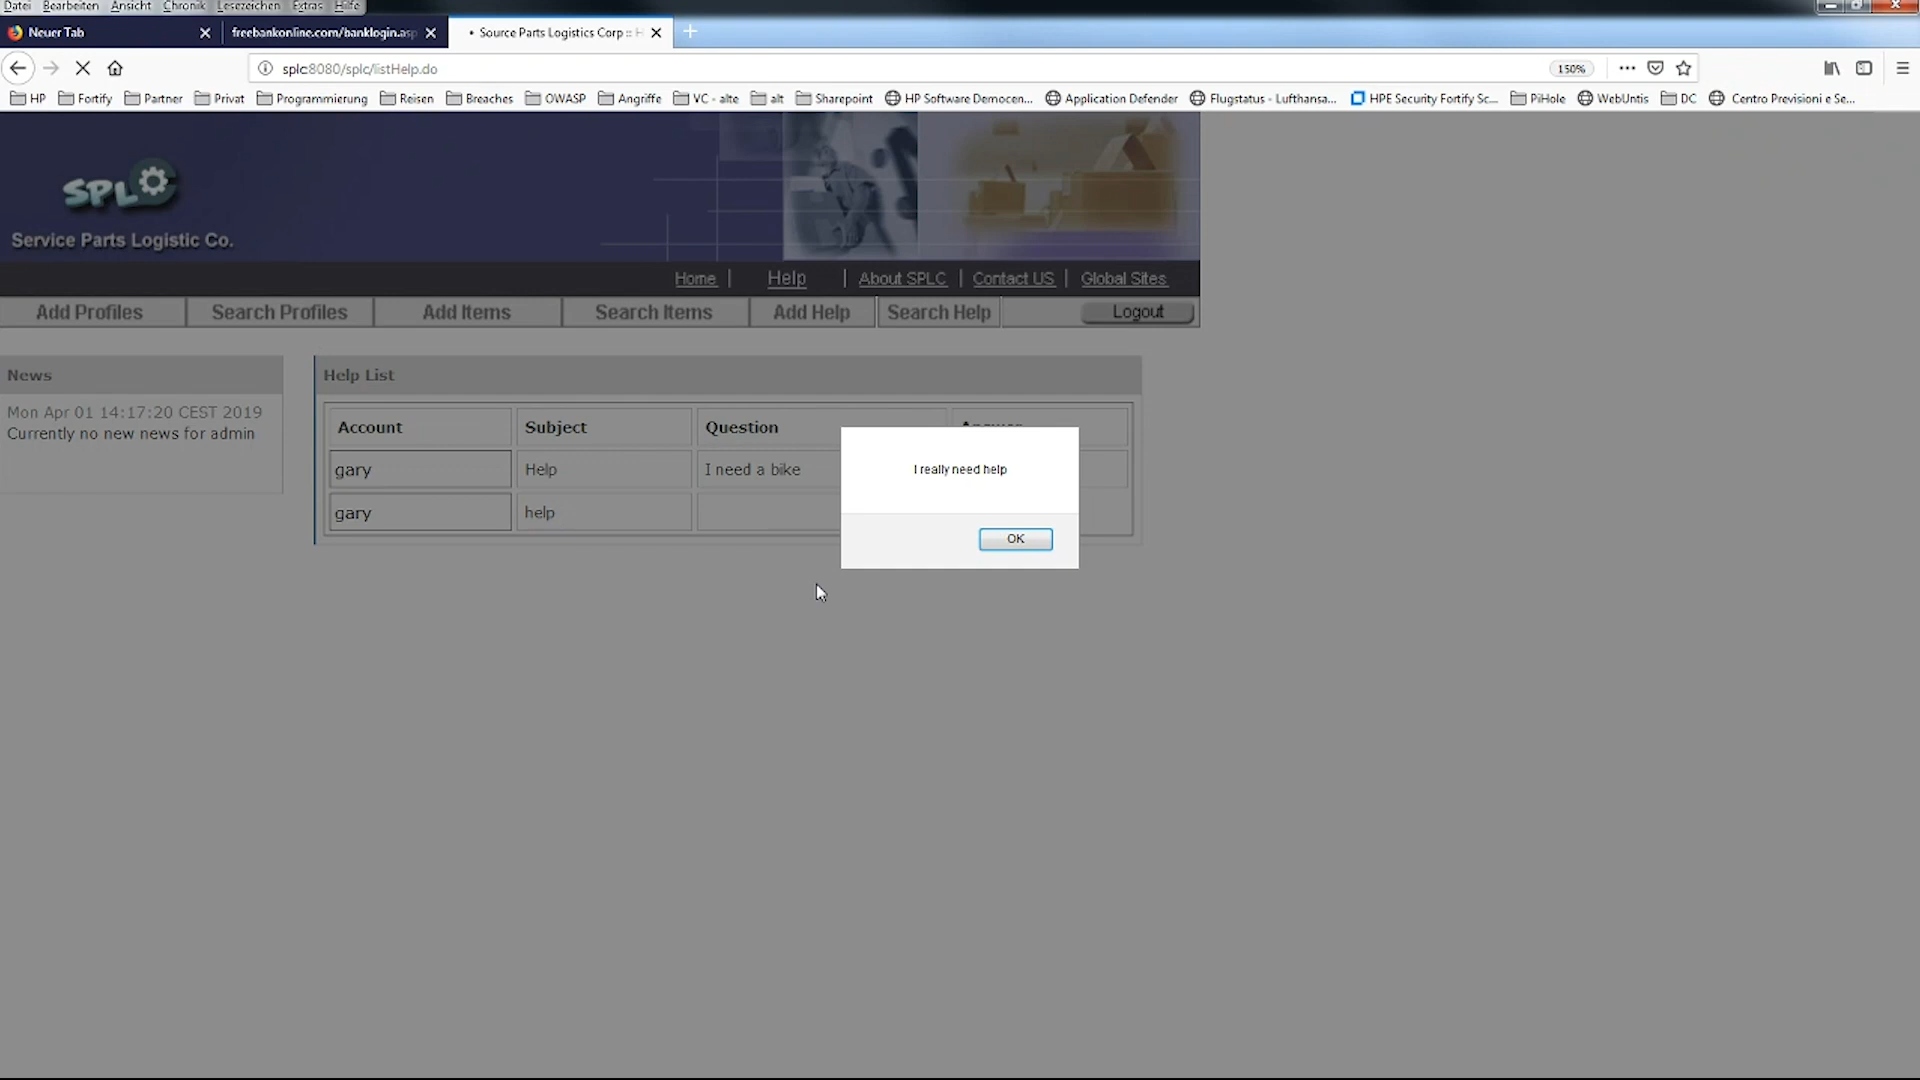 Datei Bearbeiten Ansicht Chronik Lesezeichen Extras Hilfe
Neuer Tab
freebankonline.com/banklogin.asp
Source Parts Logistics Corp :: H
splc:8080/splc/listHelp.do
150%
HP Fortify Partner Privat Programmierung Reisen Breaches OWASP Angriffe VC - alte alt Sharepoint HP Software Democen... Application Defender Flugstatus - Lufthansa... HPE Security Fortify Sc... PiHole WebUntis DC Centro Previsioni e Se...
SPL
Service Parts Logistic Co.
Home | Help | About SPLC | Contact US | Global Sites
Add Profiles Search Profiles Add Items Search Items Add Help Search Help Logout
News
Mon Apr 01 14:17:20 CEST 2019
Currently no new news for admin
Help List
Account Subject Question
gary Help I need a bike
gary help
I really need help
OK